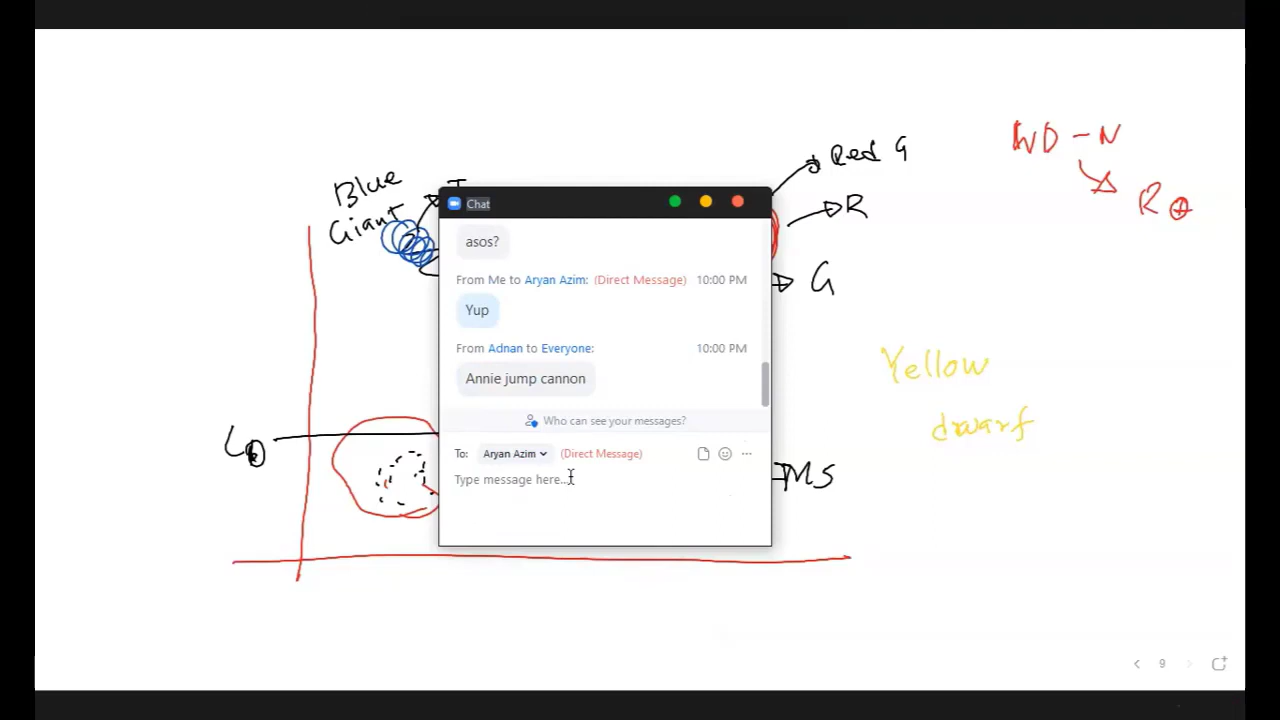 WD - N
R⊕
Blue
Giant
I
Red G
R
G
Yellow
dwarf
L⊙
MS
Chat
asos?
From Me to Aryan Azim: (Direct Message) 10:00 PM
Yup
From Adnan to Everyone: 10:00 PM
Annie jump cannon
Who can see your messages?
To: Aryan Azim (Direct Message)
Type message here...
9